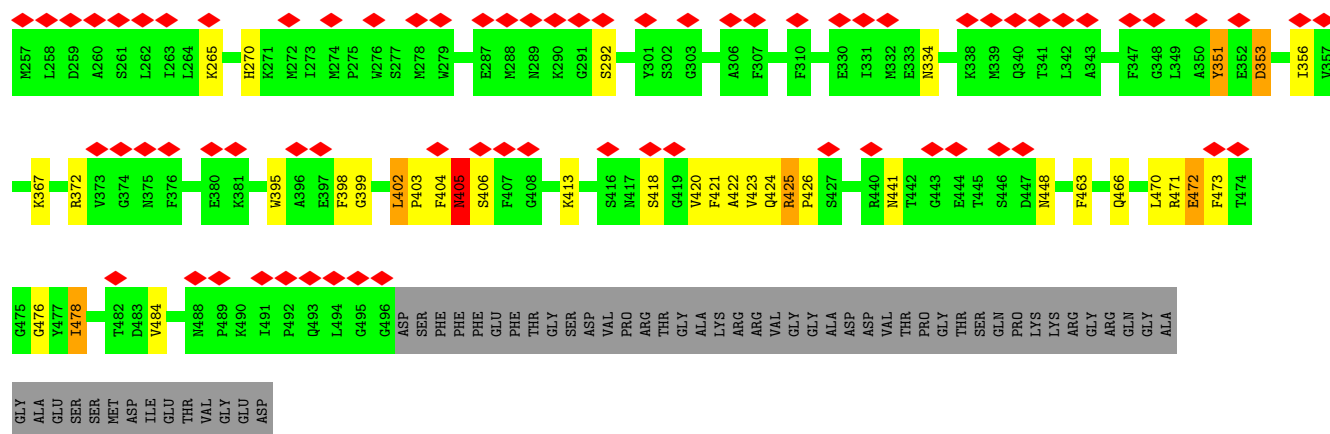 M257 L258 D259 A260 S261 L262 I263 L264 K265 H270 K271 M272 I273 M274 P275 W276 S277 M278 W279 E287 M288 N289 K290 G291 S292 Y301 S302 G303 A306 F307 F310 E330 I331 M332 E333 N334 K338 M339 Q340 T341 L342 A343 F347 G348 L349 A350 Y351 E352 D353 I356 V357
K367 R372 V373 G374 N375 F376 E380 K381 W395 A396 E397 F398 G399 L402 P403 F404 N405 S406 F407 G408 K413 S416 N417 S418 G419 V420 F421 A422 V423 Q424 R425 P426 S427 R440 N441 T442 G443 E444 T445 S446 D447 N448 F463 Q466 L470 R471 E472 F473 T474
G475 G476 Y477 I478 T482 D483 V484 N488 P489 K490 I491 P492 Q493 L494 G495 G496 ASP SER PHE PHE PHE GLU PHE THR GLY SER ASP VAL PRO ARG THR GLY ALA LYS ARG ARG VAL GLY GLY ALA ASP ASP VAL THR PRO GLY THR SER GLN PRO LYS LYS ARG GLY ARG GLN GLY ALA
GLY ALA GLU SER SER MET ASP ILE GLU THR VAL GLY GLU ASP